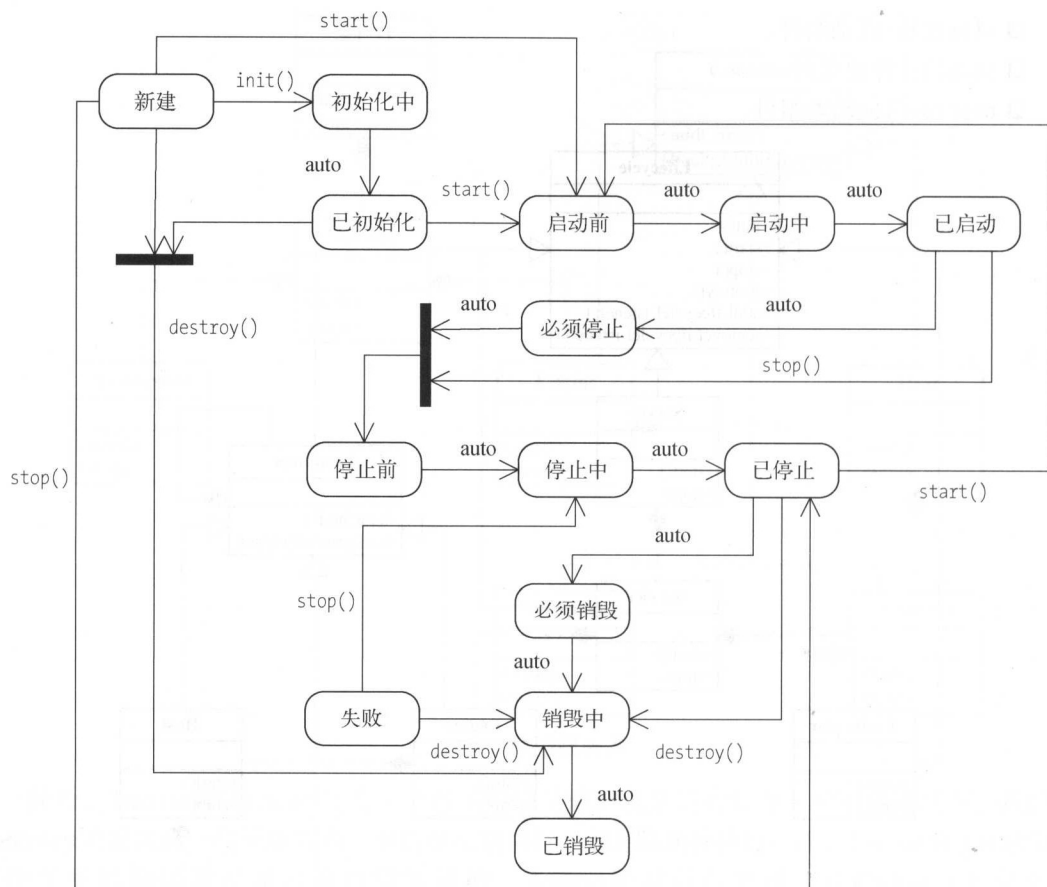 start()
新建
init()
初始化中
auto
已初始化
start()
启动前
auto
启动中
auto
已启动
destroy()
auto
必须停止
auto
stop()
停止前
auto
停止中
auto
已停止
start()
stop()
auto
stop()
必须销毁
auto
失败
destroy()
销毁中
destroy()
auto
已销毁